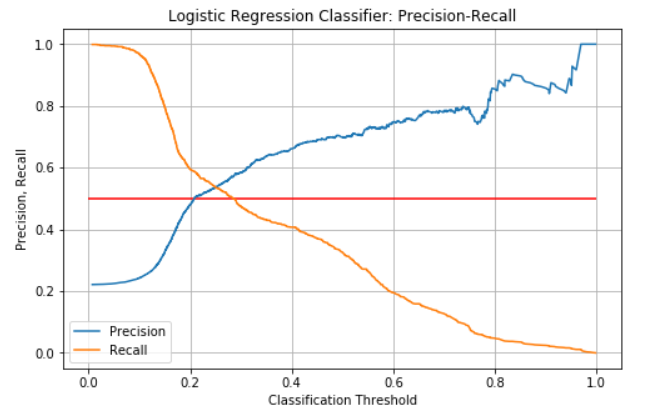 Logistic Regression Classifier: Precision-Recall
1.0
0.8
0.6
0.4
0.2
0.0
Precision, Recall
Precision
Recall
0.0 0.2 0.4 0.6 0.8 1.0
Classification Threshold